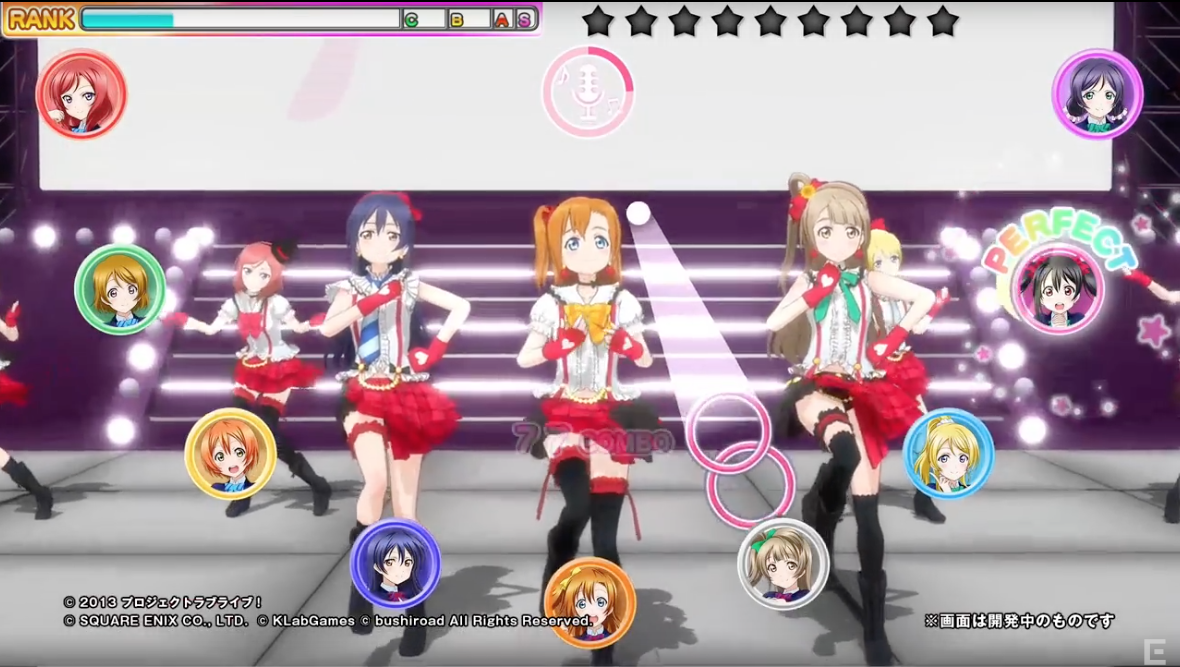 RANK C B A S
PERFECT
77 COMBO
© 2013 プロジェクトラブライブ!
© SQUARE ENIX CO., LTD. © KLabGames © bushiroad All Rights Reserved.
※画面は開発中のものです
E